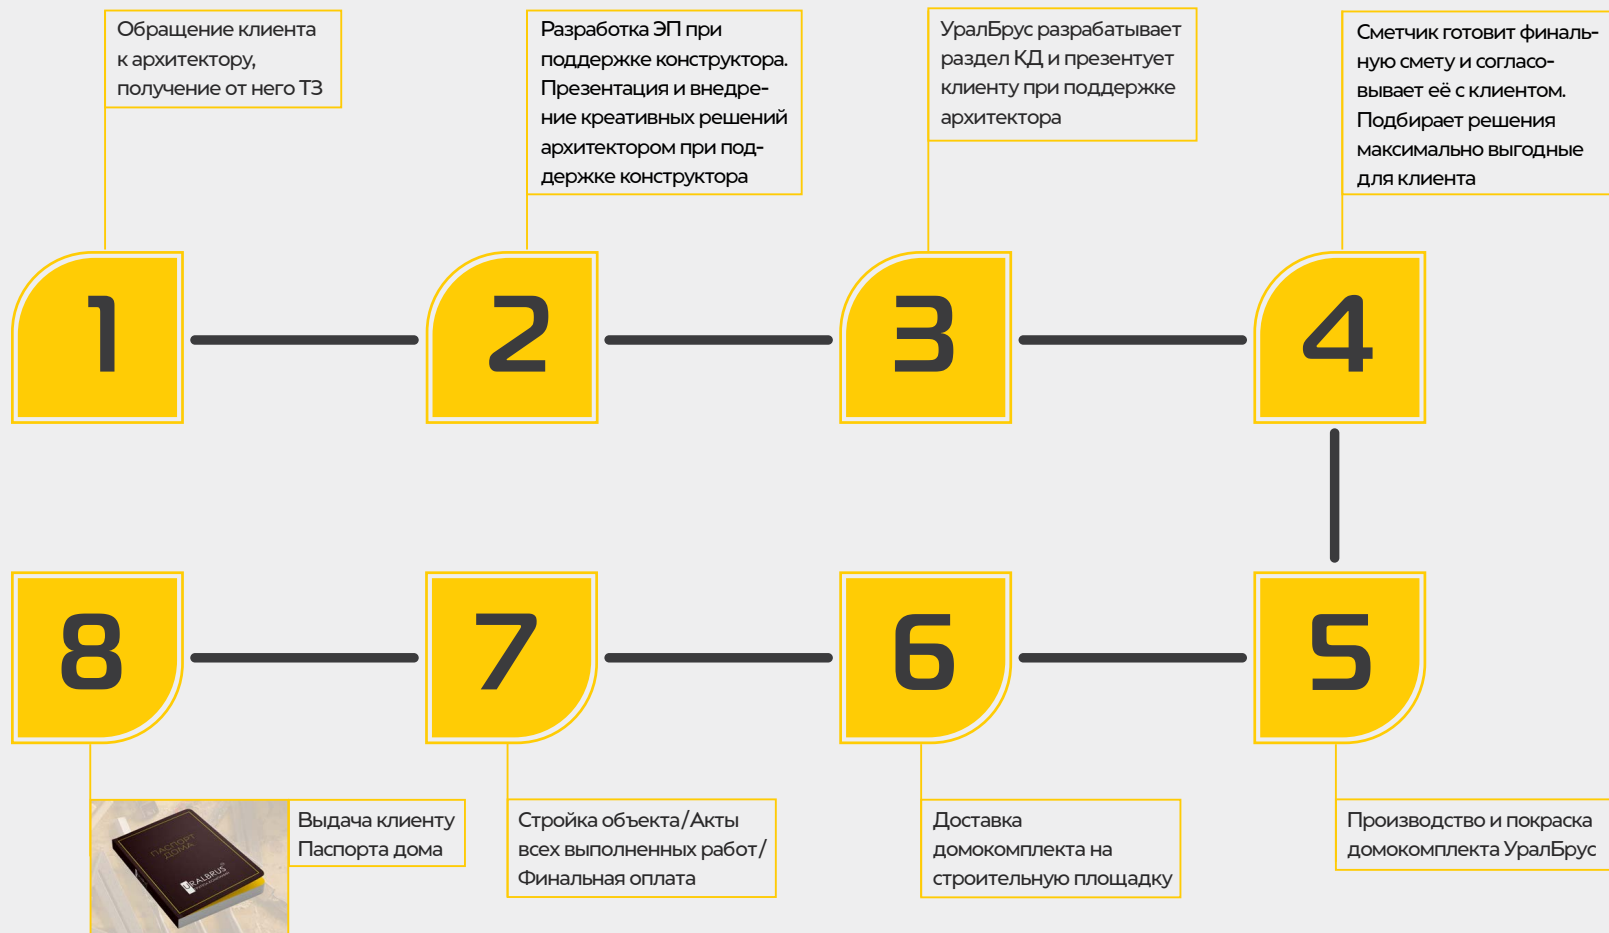 Обращение клиента
к архитектору,
получение от него ТЗ
Разработка ЭП при
поддержке конструктора.
Презентация и внедре-
ние креативных решений
архитектором при под-
держке конструктора
УралБрус разрабатывает
раздел КД и презентует
клиенту при поддержке
архитектора
Сметчик готовит финаль-
ную смету и согласо-
вывает её с клиентом.
Подбирает решения
максимально выгодные
для клиента
1
2
3
4
8
7
6
5
ПАСПОРТ
ДОМА
URALBRUS
Выдача клиенту
Паспорта дома
Стройка объекта/Акты
всех выполненных работ/
Финальная оплата
Доставка
домокомплекта на
строительную площадку
Производство и покраска
домокомплекта УралБрус